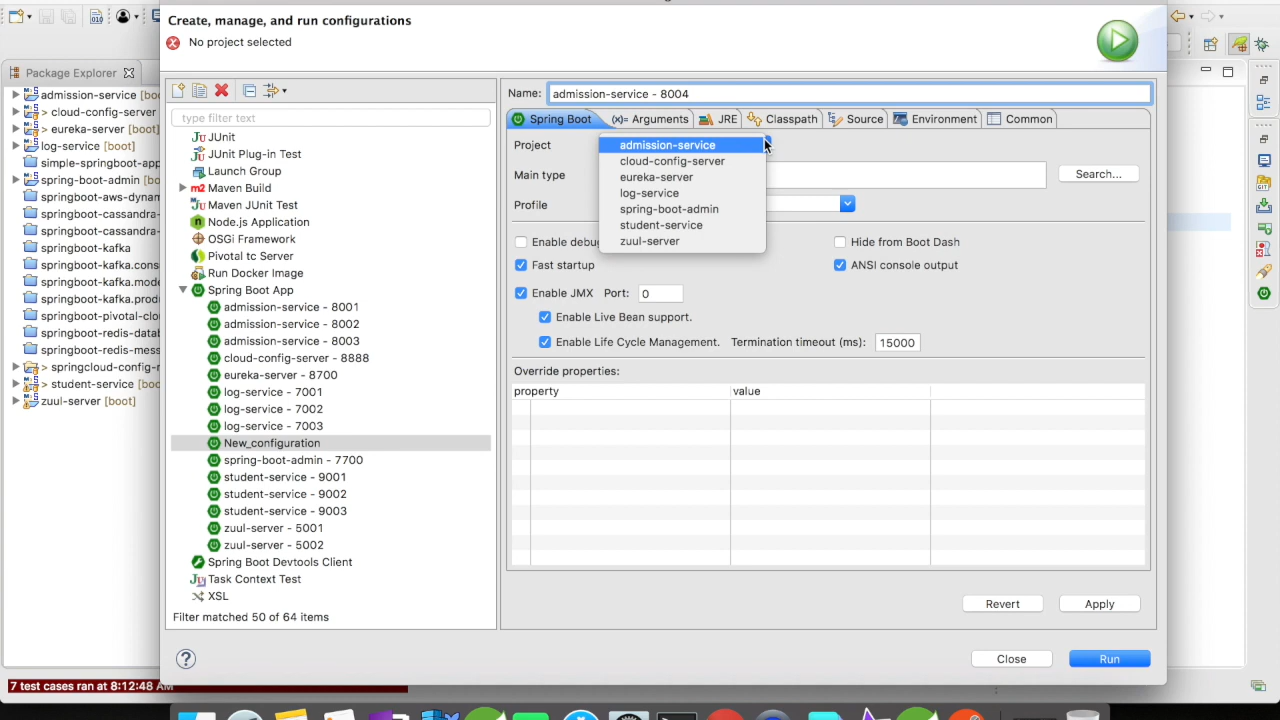 Create, manage, and run configurations
No project selected
Package Explorer
admission-service [boo
> cloud-config-server
> eureka-server [boot]
log-service [boot]
simple-springboot-app
spring-boot-admin [boo
springboot-aws-dynam
springboot-cassandra-
springboot-cassandra-
springboot-kafka
springboot-kafka.cons
springboot-kafka.mode
springboot-kafka.prod
springboot-pivotal-clou
springboot-redis-datab
springboot-redis-mess
> springcloud-config-r
> student-service [boo
zuul-server [boot]
7 test cases ran at 8:12:48 AM
type filter text
JUnit
JUnit Plug-in Test
Launch Group
Maven Build
Maven JUnit Test
Node.js Application
OSGi Framework
Pivotal tc Server
Run Docker Image
Spring Boot App
admission-service - 8001
admission-service - 8002
admission-service - 8003
cloud-config-server - 8888
eureka-server - 8700
log-service - 7001
log-service - 7002
log-service - 7003
New_configuration
spring-boot-admin - 7700
student-service - 9001
student-service - 9002
student-service - 9003
zuul-server - 5001
zuul-server - 5002
Spring Boot Devtools Client
Task Context Test
XSL
Filter matched 50 of 64 items
Name: admission-service - 8004
Spring Boot (x)= Arguments JRE Classpath Source Environment Common
Project
admission-service
cloud-config-server
eureka-server
log-service
spring-boot-admin
student-service
zuul-server
Main type Search...
Profile
Enable debu Hide from Boot Dash
Fast startup ANSI console output
Enable JMX Port: 0
Enable Live Bean support.
Enable Life Cycle Management. Termination timeout (ms): 15000
Override properties:
property value
Revert Apply
Close Run